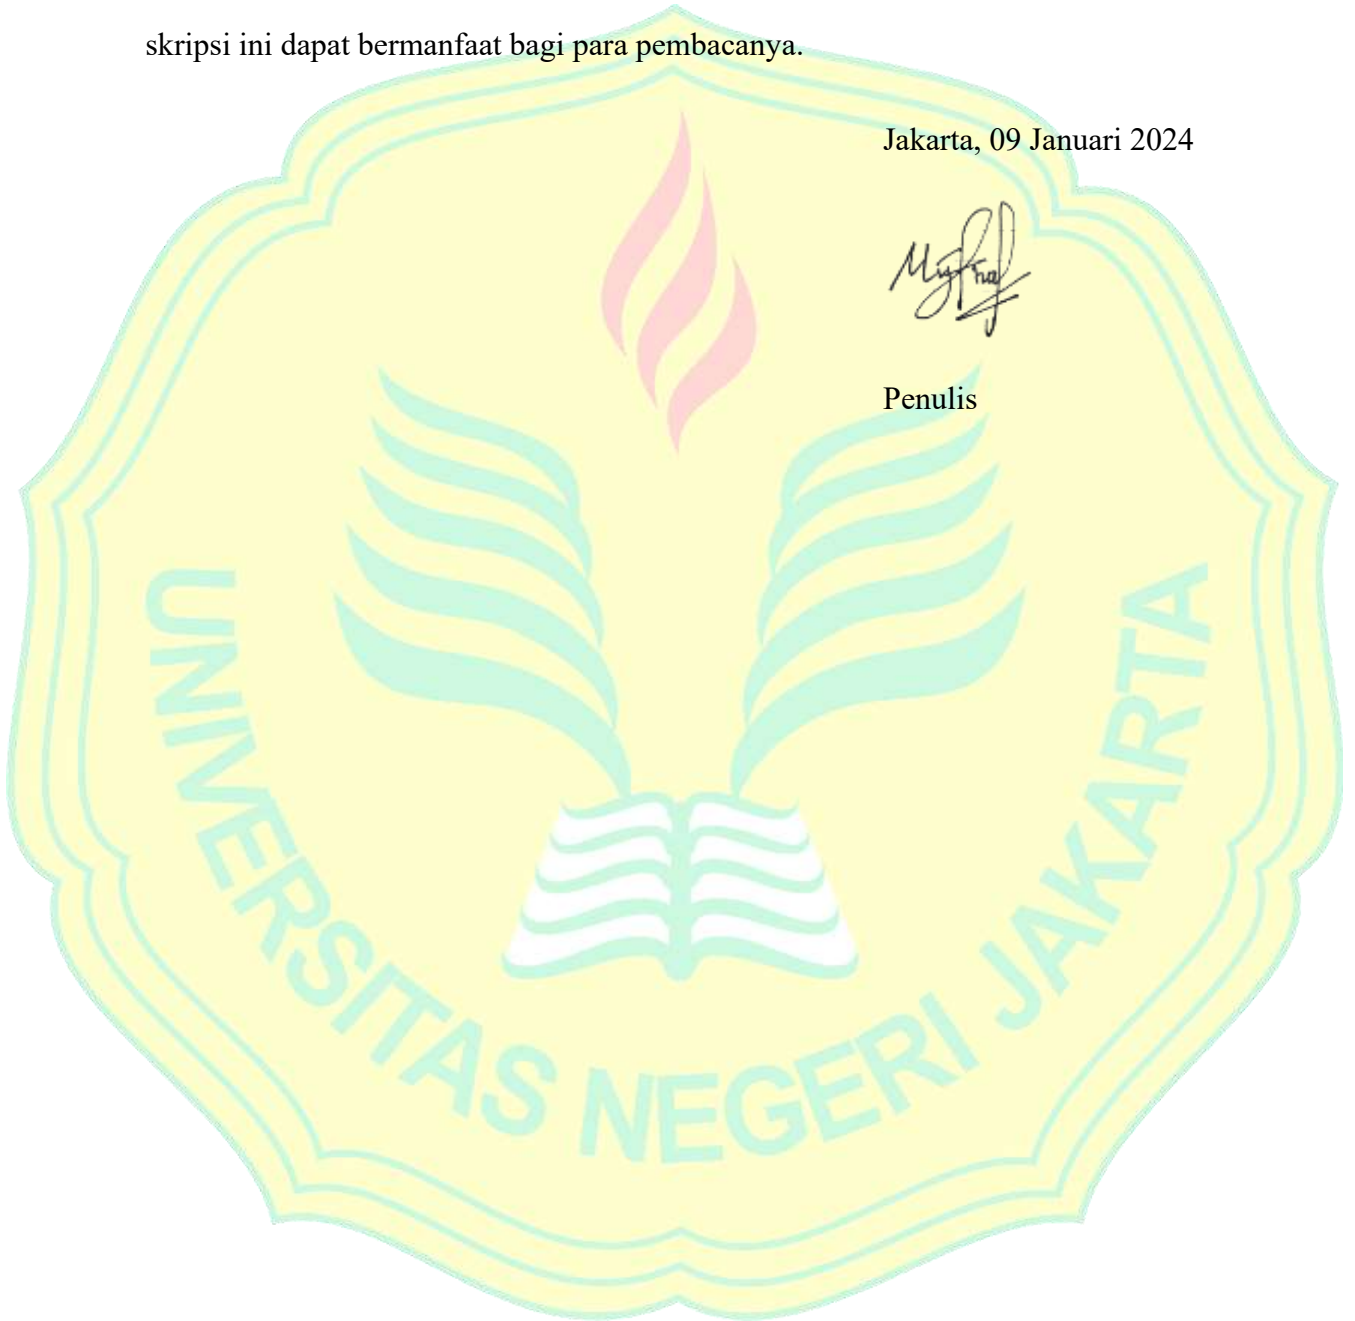 skripsi ini dapat bermanfaat bagi para pembacanya.
Jakarta, 09 Januari 2024
Penulis
UNIVERSITAS NEGERI JAKARTA